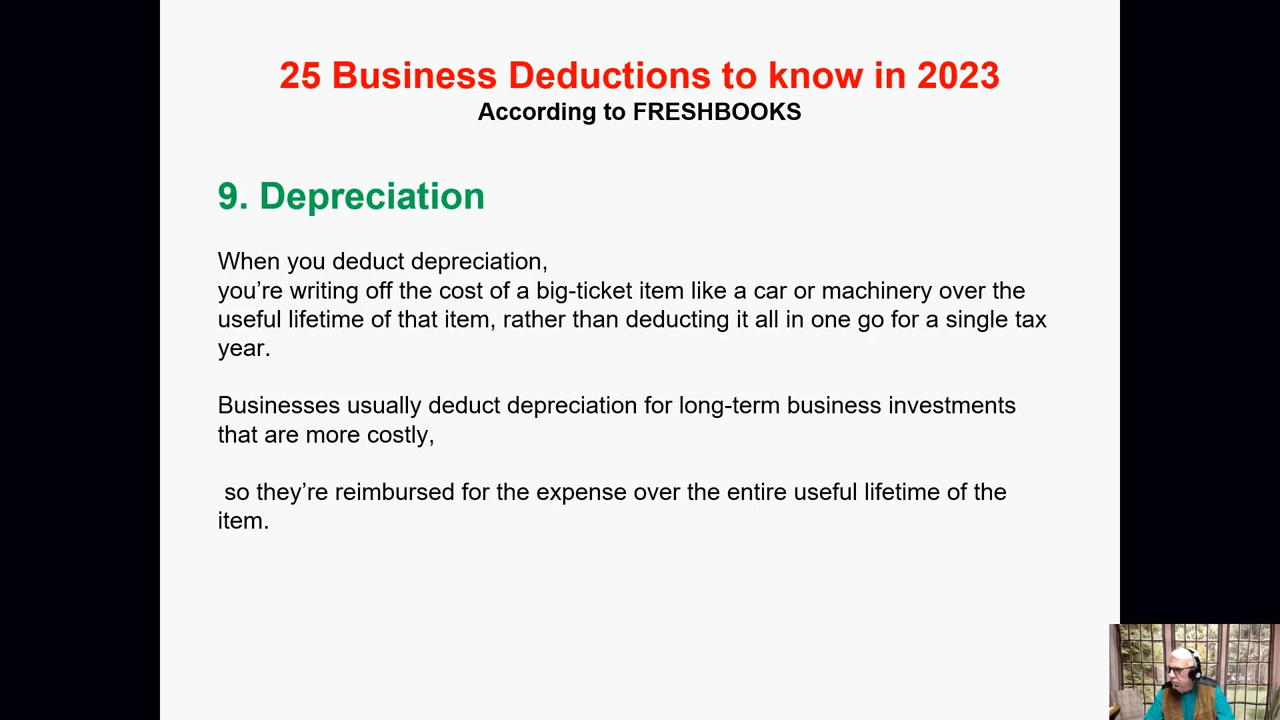 25 Business Deductions to know in 2023
According to FRESHBOOKS
9. Depreciation
When you deduct depreciation,
you’re writing off the cost of a big-ticket item like a car or machinery over the
useful lifetime of that item, rather than deducting it all in one go for a single tax
year.
Businesses usually deduct depreciation for long-term business investments
that are more costly,
so they’re reimbursed for the expense over the entire useful lifetime of the
item.